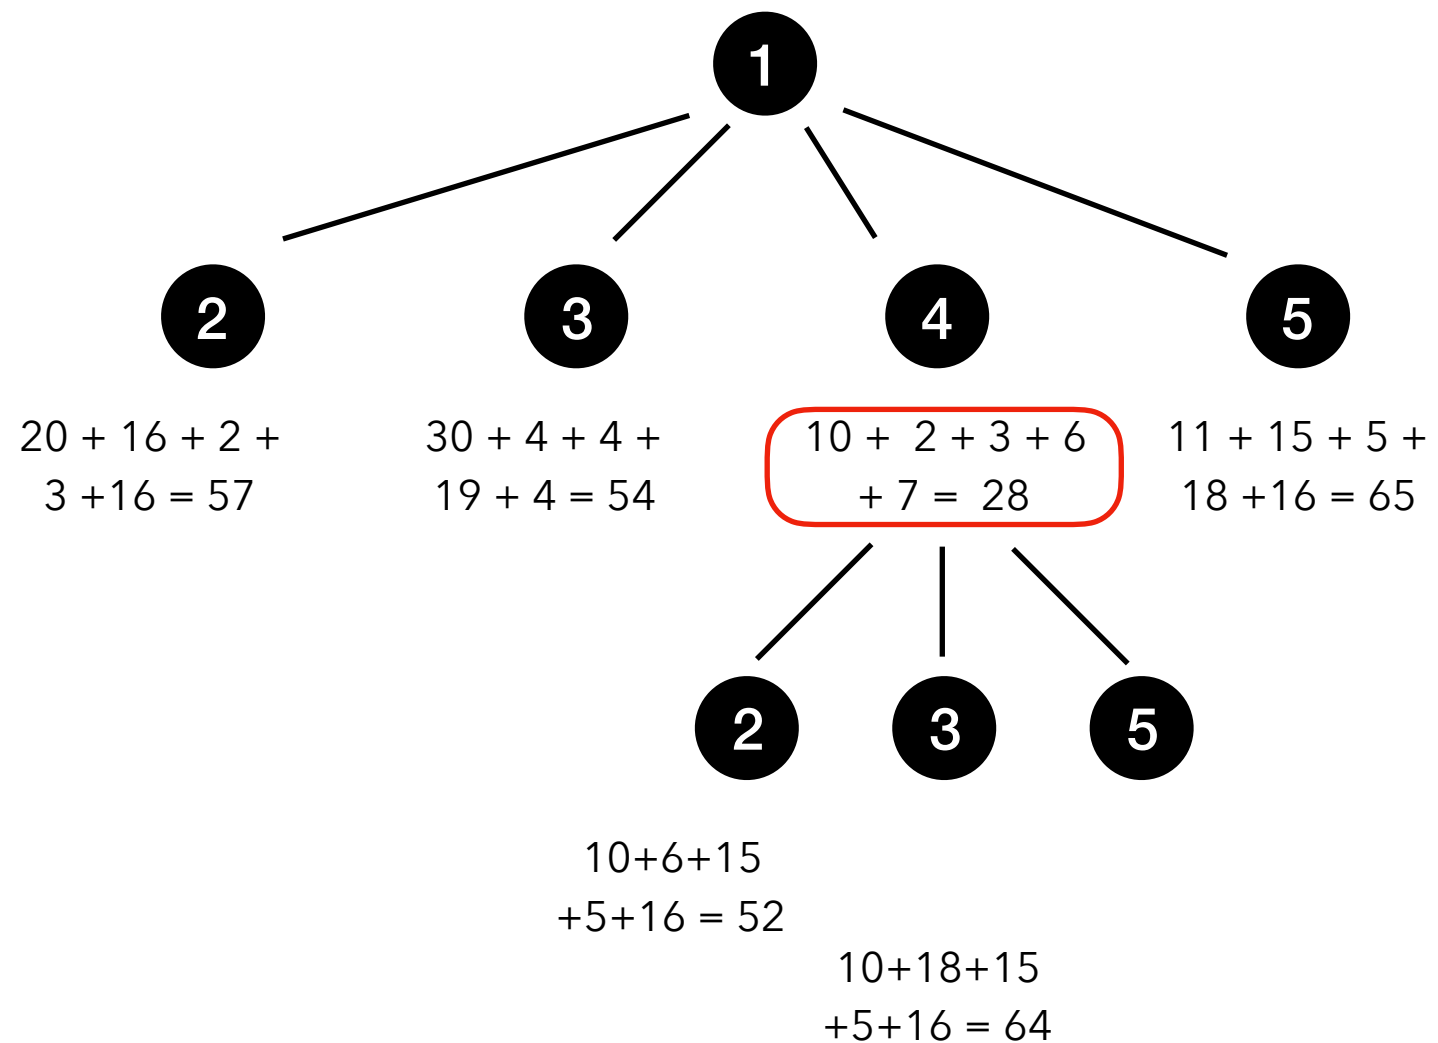 1
2
3
4
5
20 + 16 + 2 +
3 +16 = 57
30 + 4 + 4 +
19 + 4 = 54
10 + 2 + 3 + 6
+ 7 = 28
11 + 15 + 5 +
18 +16 = 65
2
3
5
10+6+15
+5+16 = 52
10+18+15
+5+16 = 64